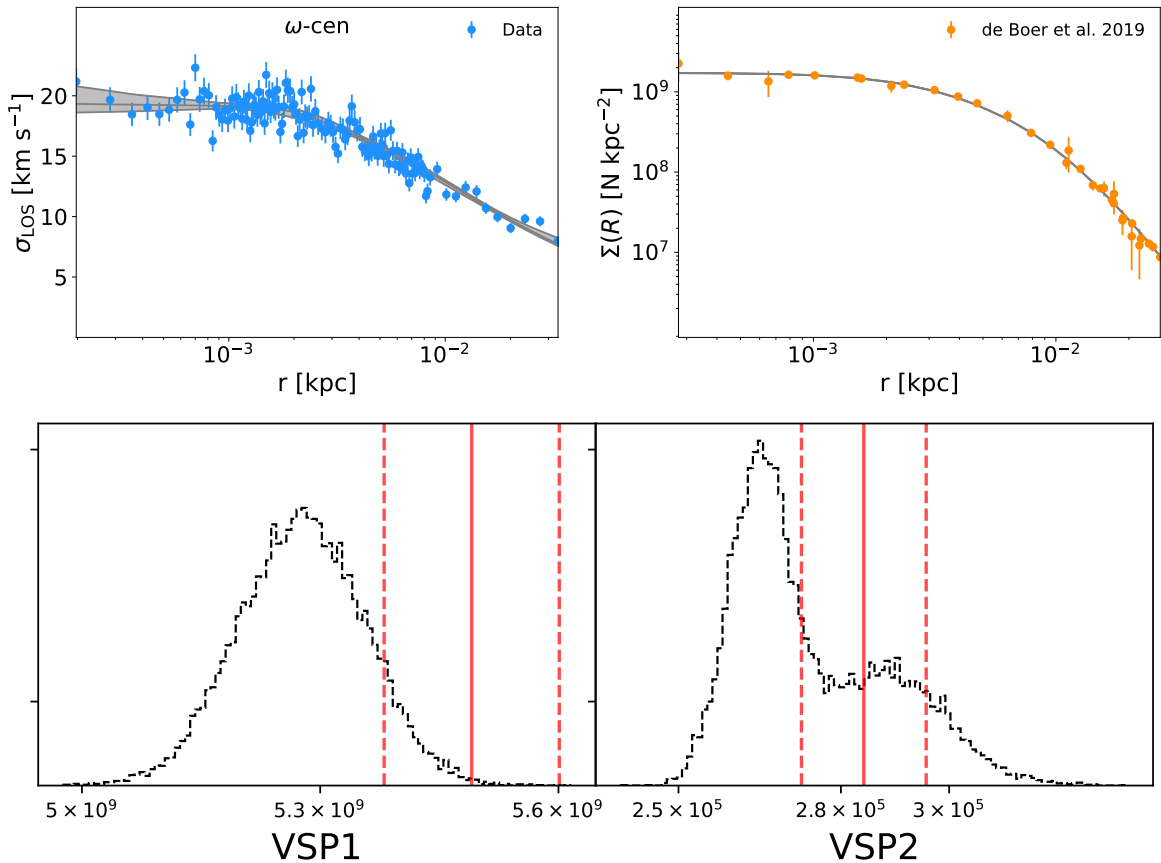 ω-cen
Data
σLOS [km s⁻¹]
20
15
10
5
10⁻³
10⁻²
r [kpc]
de Boer et al. 2019
Σ(R) [N kpc⁻²]
10⁹
10⁸
10⁷
10⁻³
10⁻²
r [kpc]
5 × 10⁹
5.3 × 10⁹
5.6 × 10⁹
VSP1
2.5 × 10⁵
2.8 × 10⁵
3 × 10⁵
VSP2